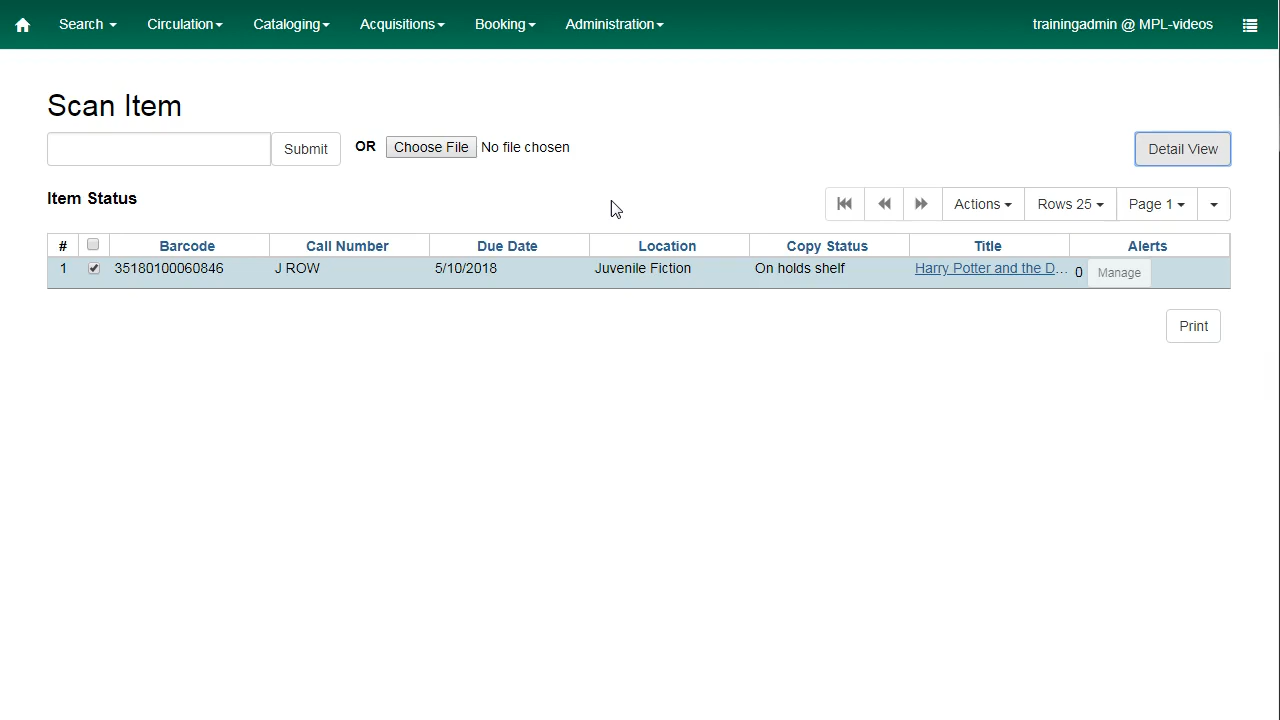 Search Circulation Cataloging Acquisitions Booking Administration trainingadmin @ MPL-videos
Scan Item
Submit OR Choose File No file chosen Detail View
Item Status Actions Rows 25 Page 1
# Barcode Call Number Due Date Location Copy Status Title Alerts
1 35180100060846 J ROW 5/10/2018 Juvenile Fiction On holds shelf Harry Potter and the D... 0 Manage
Print